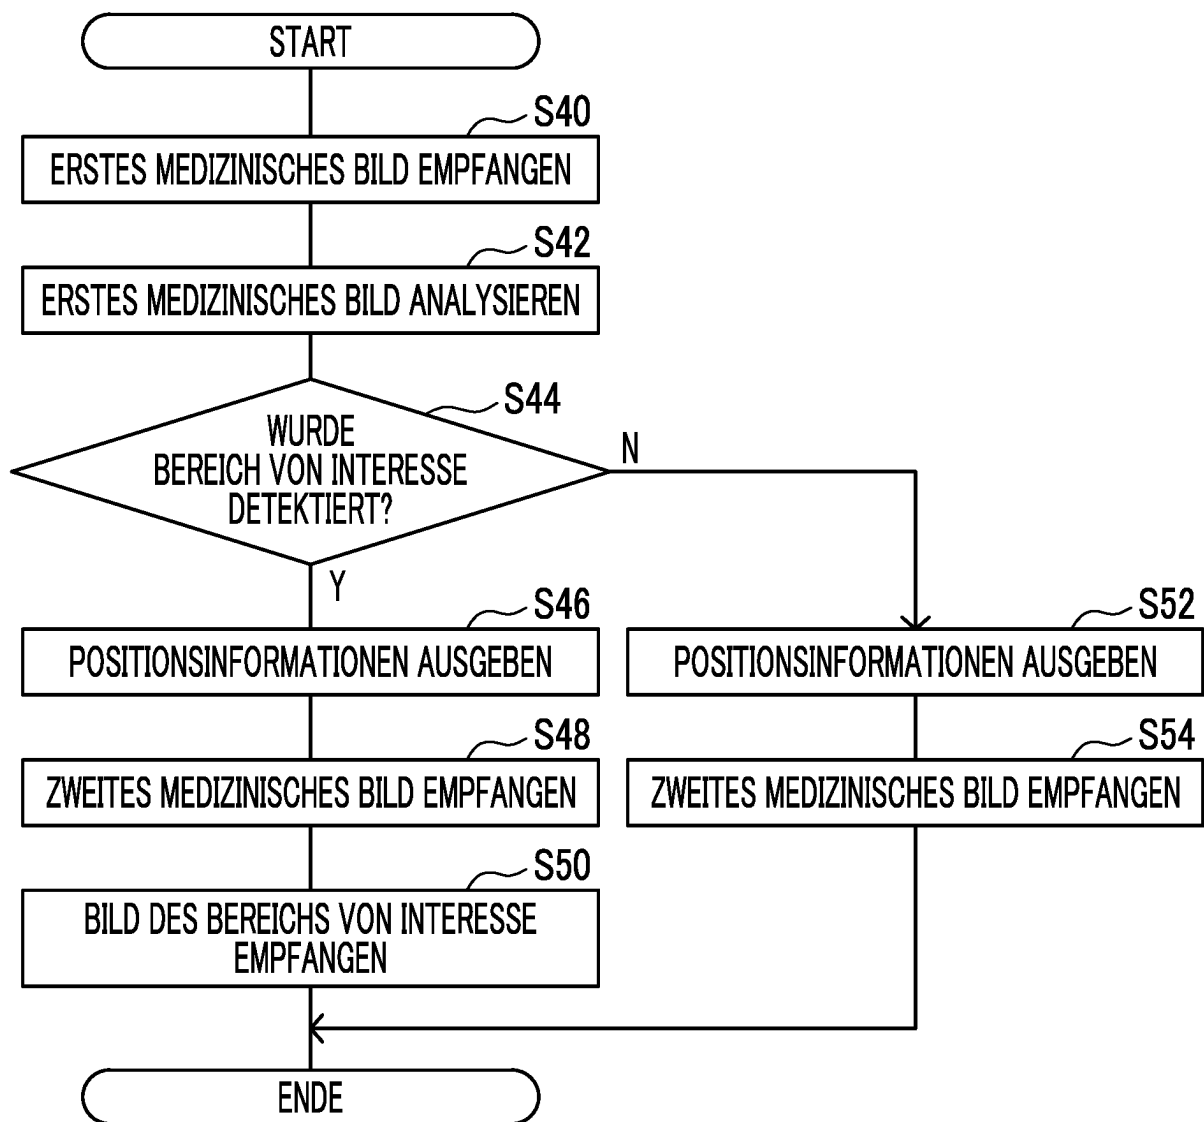 START
S40
ERSTES MEDIZINISCHES BILD EMPFANGEN
S42
ERSTES MEDIZINISCHES BILD ANALYSIEREN
S44
WURDE
BEREICH VON INTERESSE
DETEKTIERT?
N
Y
S46
POSITIONSINFORMATIONEN AUSGEBEN
S48
ZWEITES MEDIZINISCHES BILD EMPFANGEN
S50
BILD DES BEREICHS VON INTERESSE
EMPFANGEN
S52
POSITIONSINFORMATIONEN AUSGEBEN
S54
ZWEITES MEDIZINISCHES BILD EMPFANGEN
ENDE